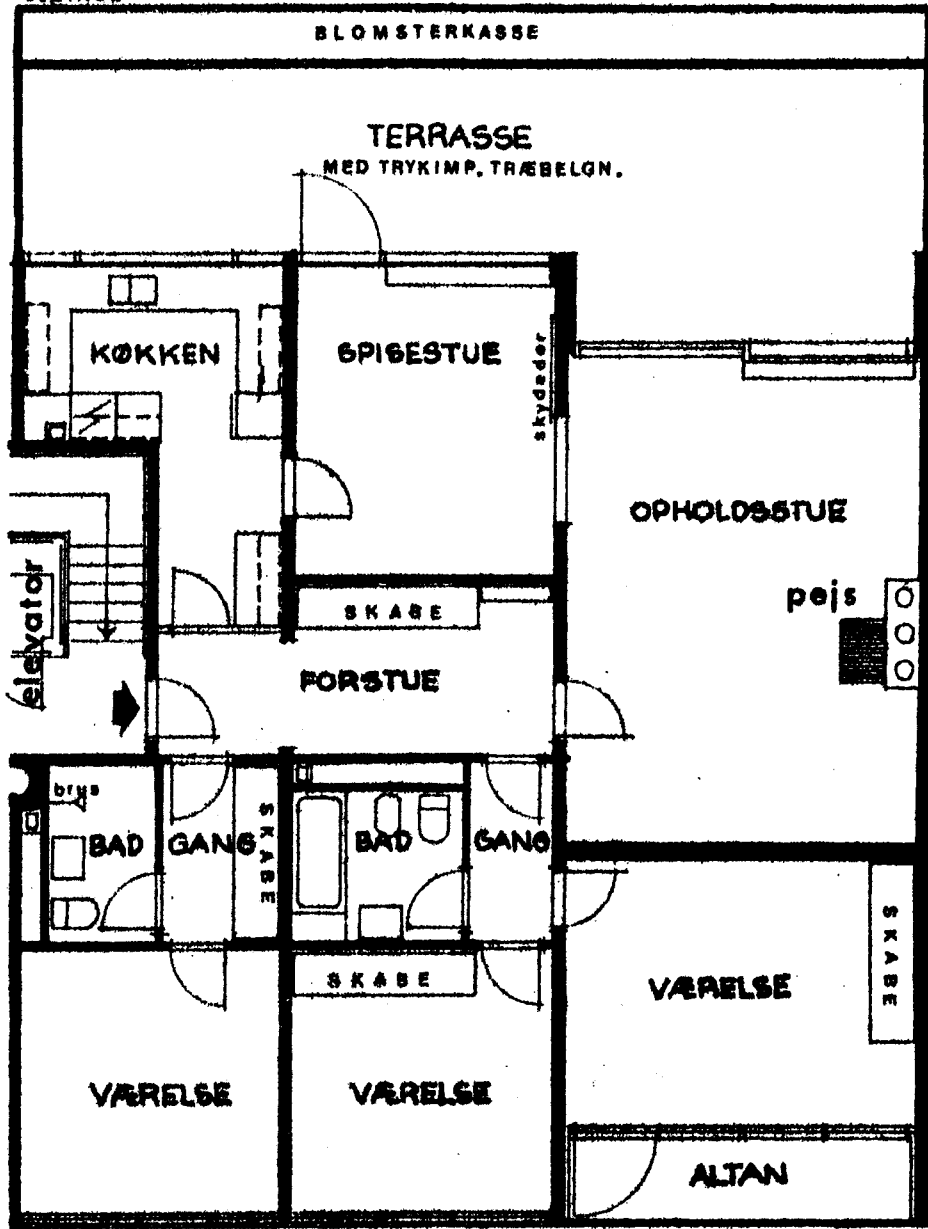 BLOMSTERKASSE
TERRASSE
MED TRYKIMP. TRÆBELGN.
KØKKEN
SPISESTUE
skydedør
OPHOLDSSTUE
pejs
elevator
SKABE
FORSTUE
brus
BAD
GANG
SKABE
BAD
GANG
SKABE
SKABE
VÆRELSE
VÆRELSE
VÆRELSE
ALTAN